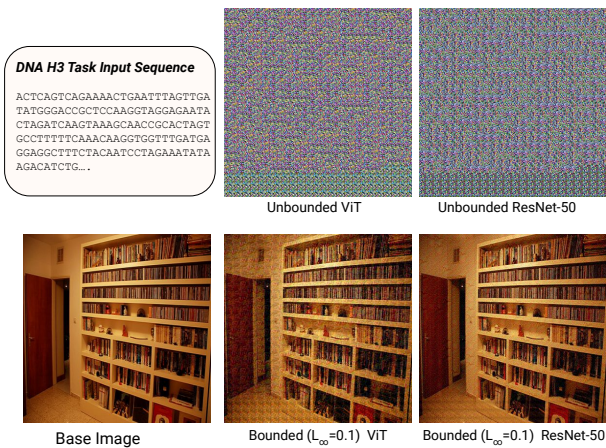 DNA H3 Task Input Sequence
ACTCAGTCAGAAAACTGAATTTAGTTGA
TATGGGACCGCTCCAAGGTAGGAGAATA
CTAGATCAAGTAAAGCAACCGCACTAGT
GCCTTTTTCAAACAAGGTGGTTTGATGA
GGAGGCTTTCTACAATCCTAGAAATATA
AGACATCTG….
Unbounded ViT
Unbounded ResNet-50
Base Image
Bounded (L∞=0.1) ViT
Bounded (L∞=0.1) ResNet-50